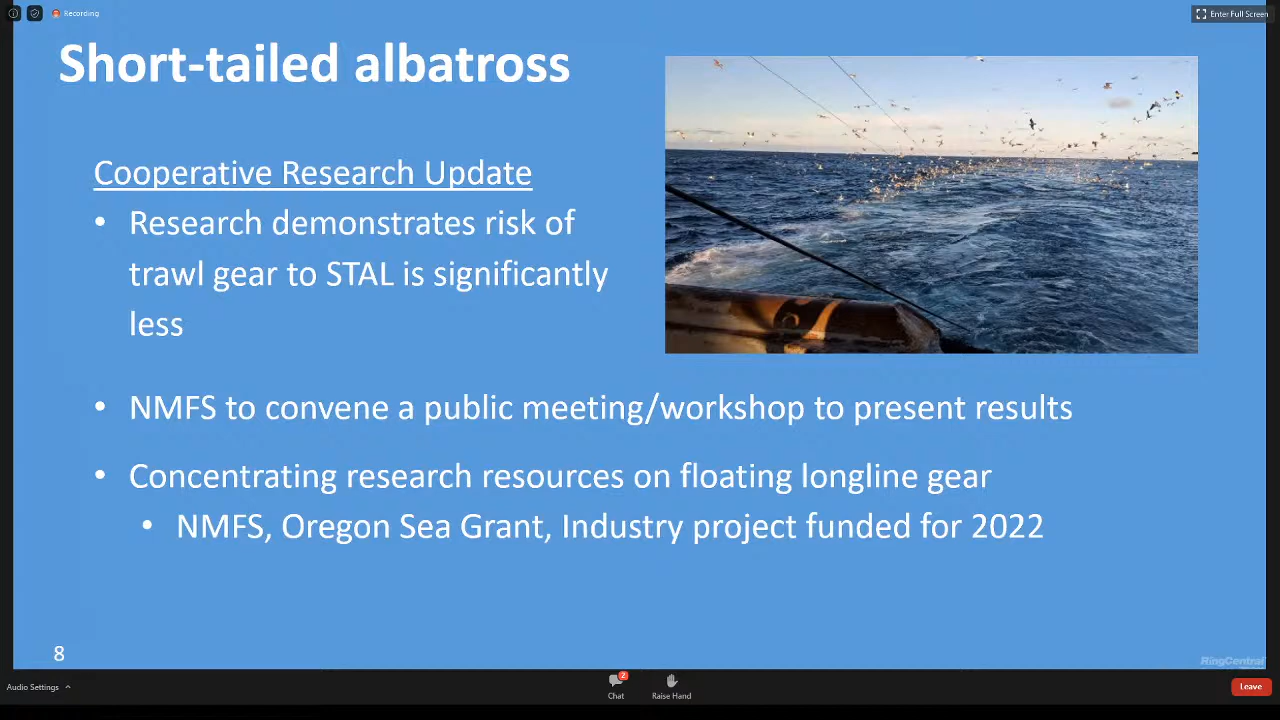 Recording
Enter Full Screen
Short-tailed albatross
Cooperative Research Update
• Research demonstrates risk of
trawl gear to STAL is significantly
less
• NMFS to convene a public meeting/workshop to present results
• Concentrating research resources on floating longline gear
• NMFS, Oregon Sea Grant, Industry project funded for 2022
8
RingCentral
Audio Settings
2
Chat
Raise Hand
Leave